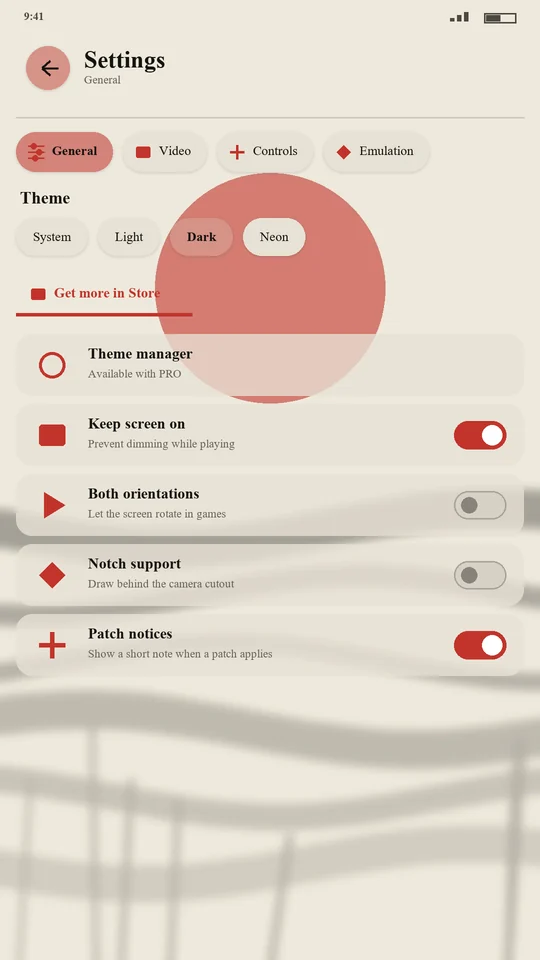 9:41
Settings
General
General
Video
Controls
Emulation
Theme
System
Light
Dark
Neon
Get more in Store
Theme manager
Available with PRO
Keep screen on
Prevent dimming while playing
Both orientations
Let the screen rotate in games
Notch support
Draw behind the camera cutout
Patch notices
Show a short note when a patch applies